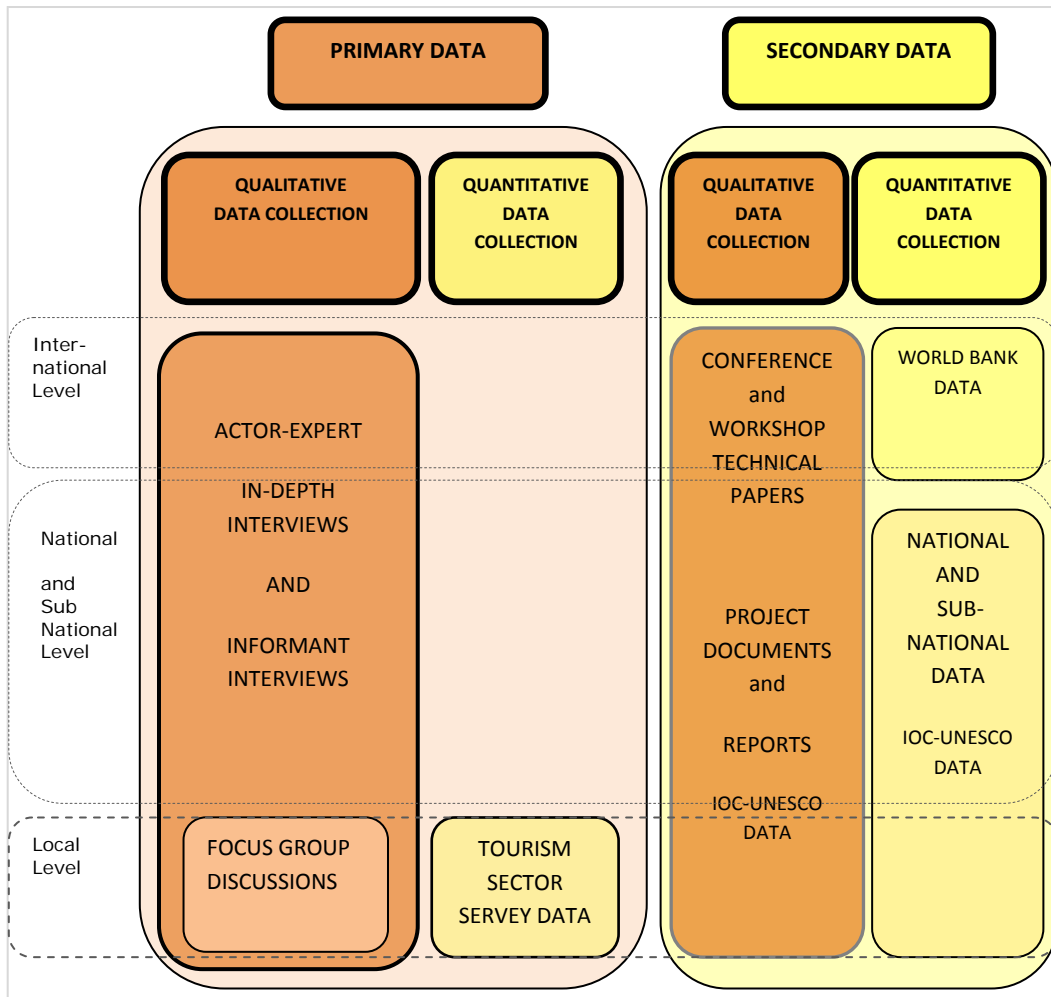 PRIMARY DATA
SECONDARY DATA
QUALITATIVE
DATA COLLECTION
QUANTITATIVE
DATA
COLLECTION
QUALITATIVE
DATA
COLLECTION
QUANTITATIVE
DATA
COLLECTION
Inter-
national
Level
ACTOR-EXPERT
IN-DEPTH
INTERVIEWS
AND
INFORMANT
INTERVIEWS
CONFERENCE
and
WORKSHOP
TECHNICAL
PAPERS
PROJECT
DOCUMENTS
and
REPORTS
IOC-UNESCO
DATA
WORLD BANK
DATA
National
and
Sub
National
Level
NATIONAL
AND
SUB-
NATIONAL
DATA
IOC-UNESCO
DATA
Local
Level
FOCUS GROUP
DISCUSSIONS
TOURISM
SECTOR
SERVEY DATA